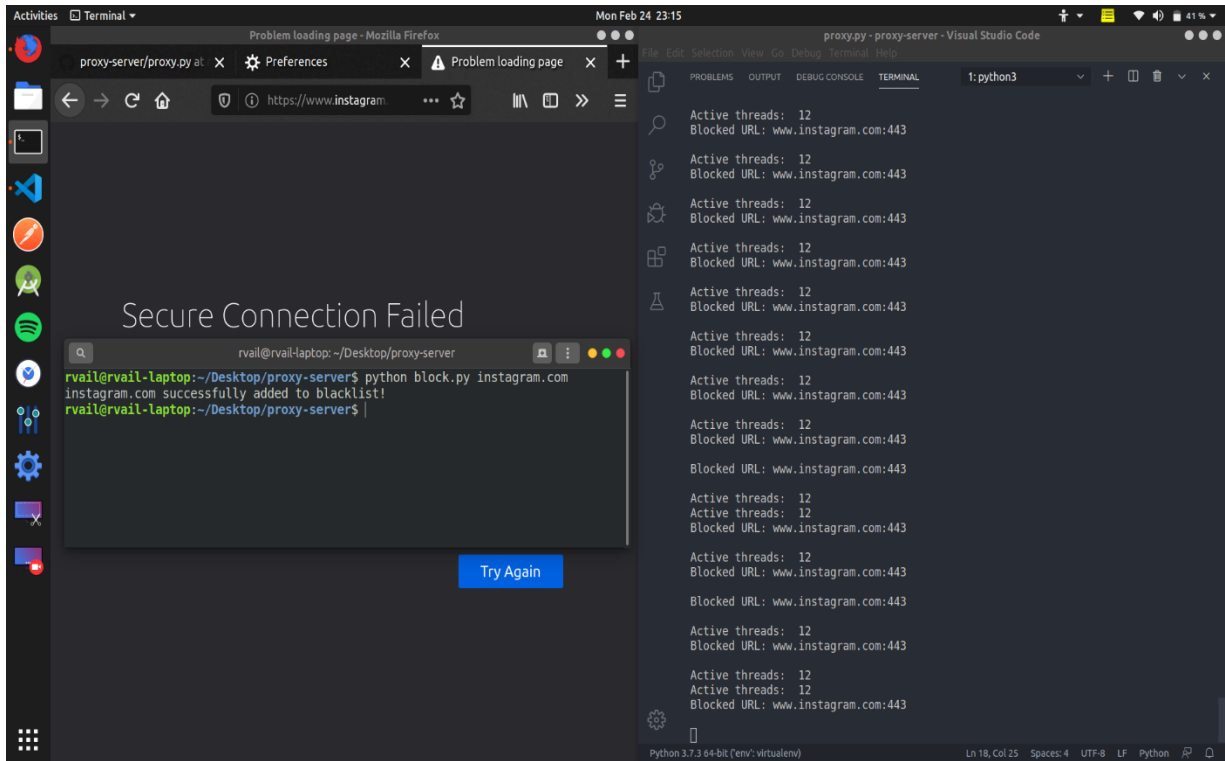 Activities Terminal Mon Feb 24 23:15 41 %
Problem loading page - Mozilla Firefox
proxy-server/proxy.py at Preferences Problem loading page
https://www.instagram.
Secure Connection Failed
rvail@rvail-laptop: ~/Desktop/proxy-server
rvail@rvail-laptop:~/Desktop/proxy-server$ python block.py instagram.com
instagram.com successfully added to blacklist!
rvail@rvail-laptop:~/Desktop/proxy-server$
Try Again
proxy.py - proxy-server - Visual Studio Code
File Edit Selection View Go Debug Terminal Help
PROBLEMS OUTPUT DEBUG CONSOLE TERMINAL 1: python3
Active threads: 12
Blocked URL: www.instagram.com:443
Active threads: 12
Blocked URL: www.instagram.com:443
Active threads: 12
Blocked URL: www.instagram.com:443
Active threads: 12
Blocked URL: www.instagram.com:443
Active threads: 12
Blocked URL: www.instagram.com:443
Active threads: 12
Blocked URL: www.instagram.com:443
Active threads: 12
Blocked URL: www.instagram.com:443
Active threads: 12
Blocked URL: www.instagram.com:443
Blocked URL: www.instagram.com:443
Active threads: 12
Active threads: 12
Blocked URL: www.instagram.com:443
Active threads: 12
Blocked URL: www.instagram.com:443
Blocked URL: www.instagram.com:443
Active threads: 12
Blocked URL: www.instagram.com:443
Active threads: 12
Active threads: 12
Blocked URL: www.instagram.com:443
Python 3.7.3 64-bit ('env': virtualenv) Ln 18, Col 25 Spaces: 4 UTF-8 LF Python